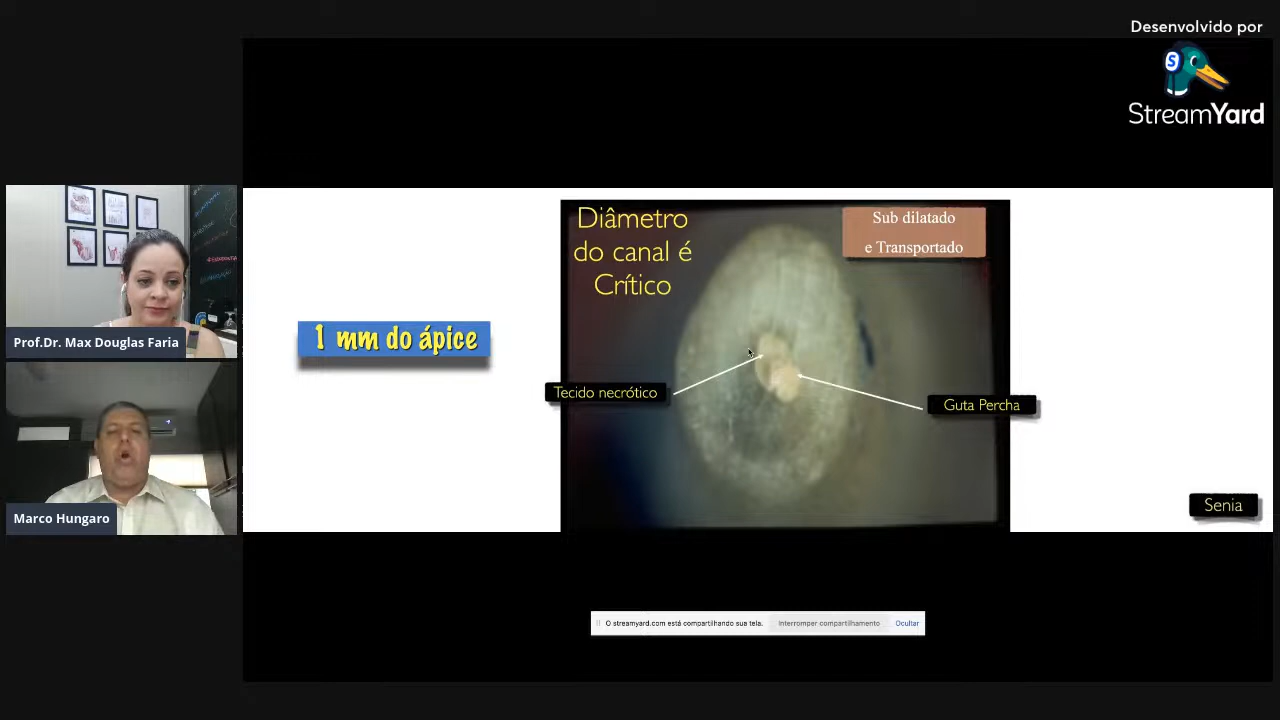 Desenvolvido por
StreamYard
Diâmetro
do canal é
Crítico
Sub dilatado
e Transportado
1 mm do ápice
Prof.Dr. Max Douglas Faria
Tecido necrótico
Guta Percha
Marco Hungaro
Senia
O streamyard.com está compartilhando sua tela.
Interromper compartilhamento
Ocultar